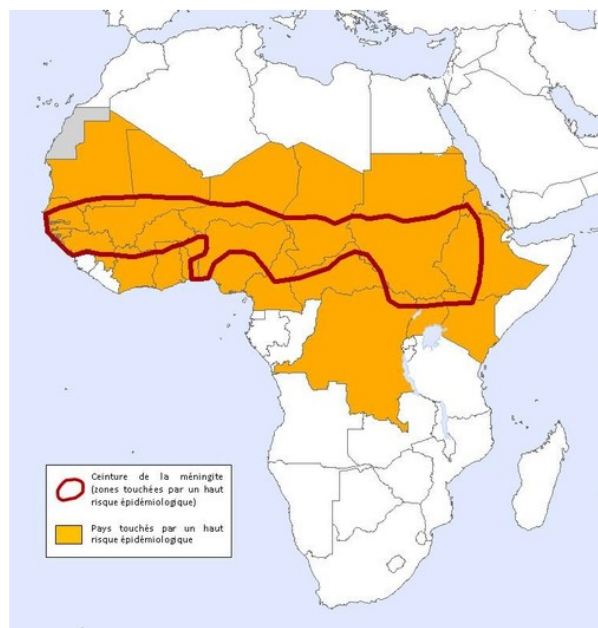 Ceinture de la méningite
(zones touchées par un haut
risque épidémiologique)
Pays touchés par un haut
risque épidémiologique